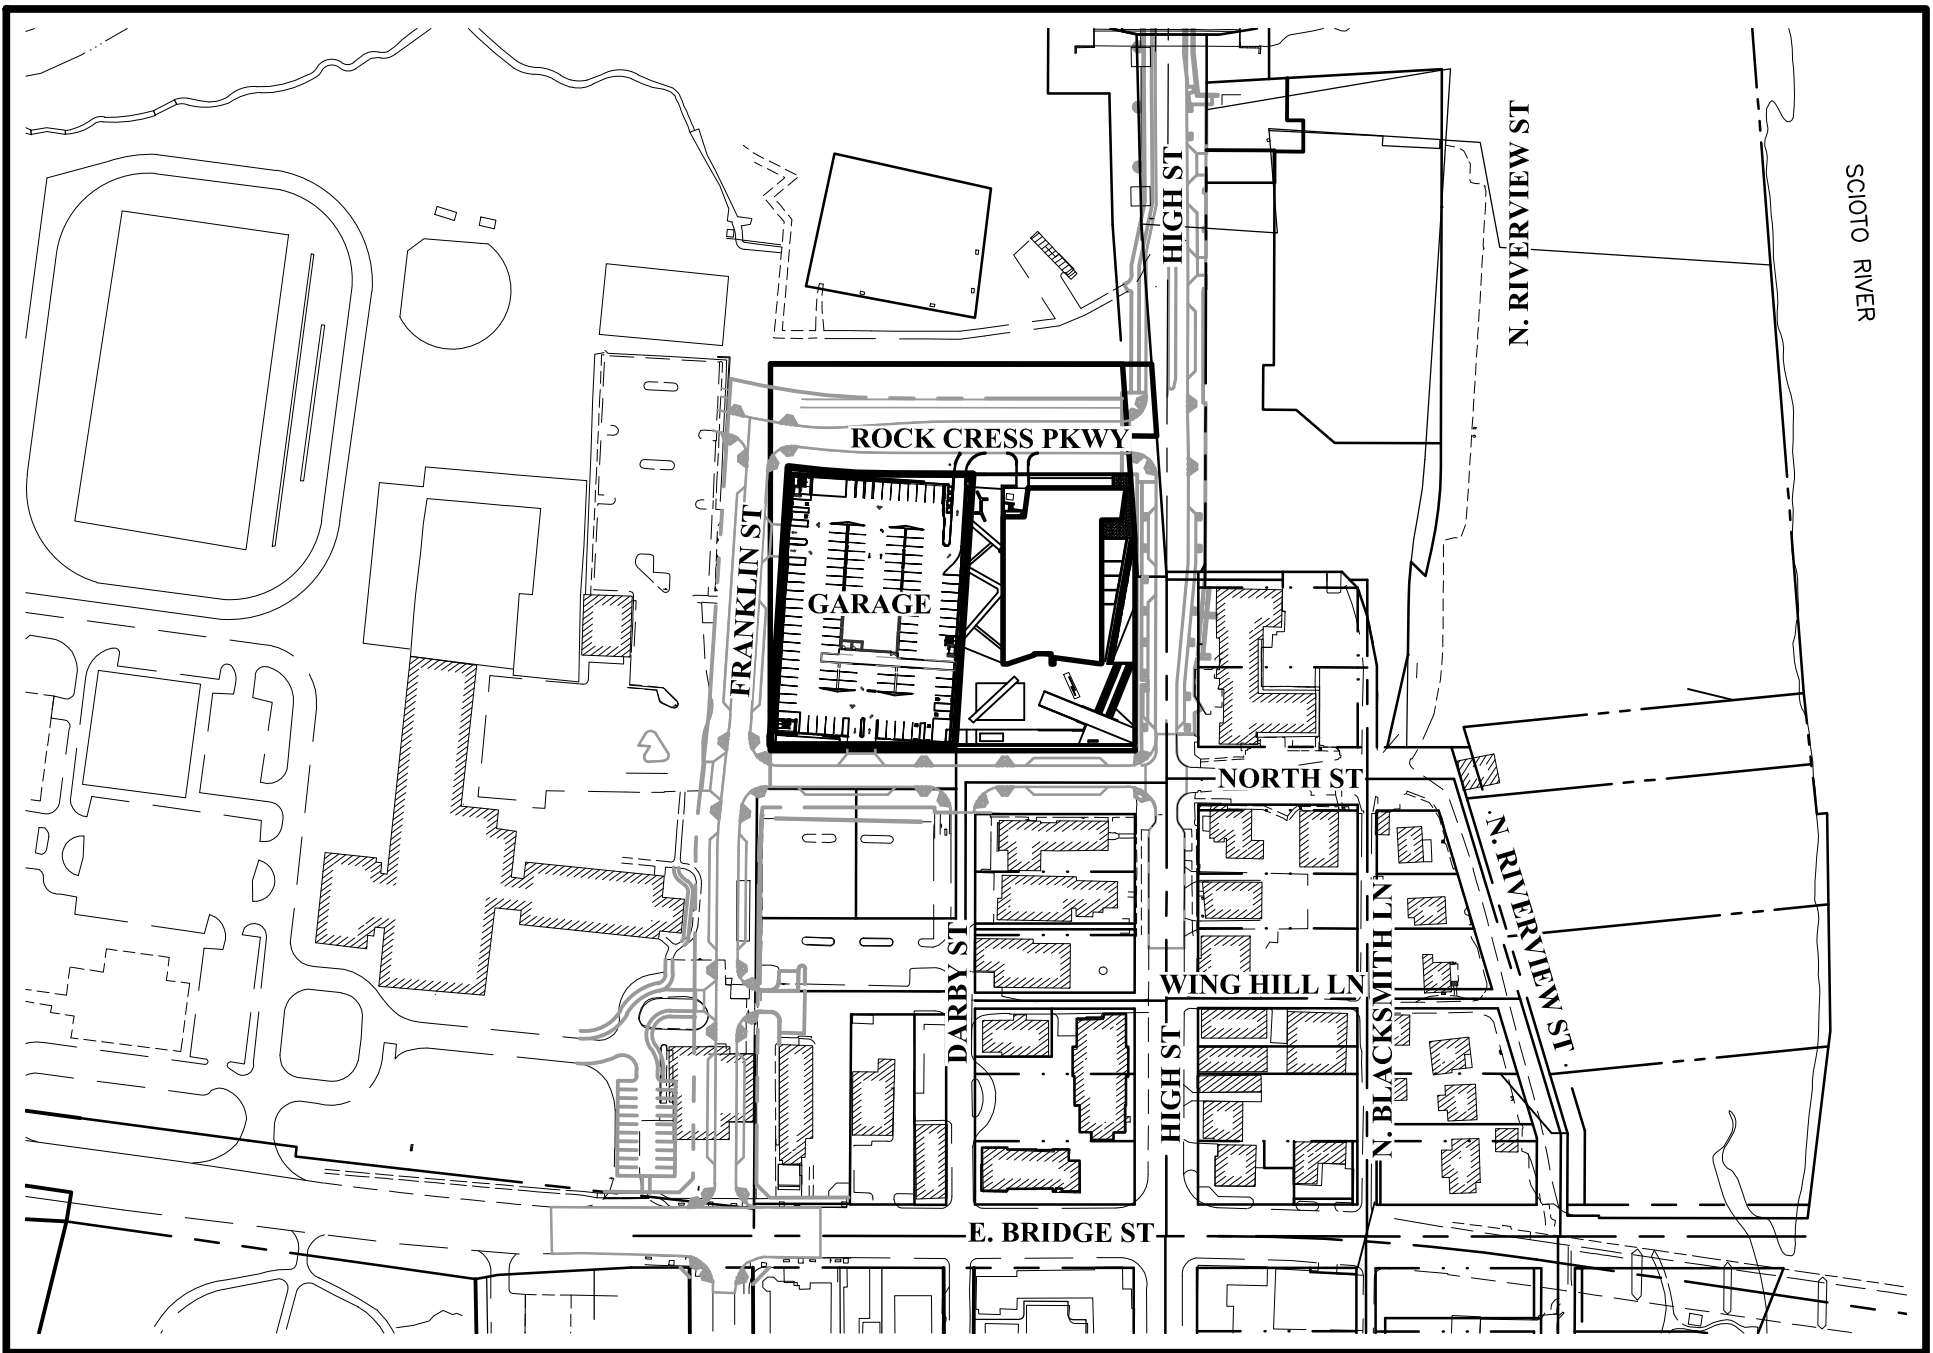 HIGH ST
N. RIVERVIEW ST
SCIOTO RIVER
ROCK CRESS PKWY
FRANKLIN ST
GARAGE
NORTH ST
N. RIVERVIEW ST.
N. BLACKSMITH LN
DARBY ST
WING HILL LN
HIGH ST
E. BRIDGE ST